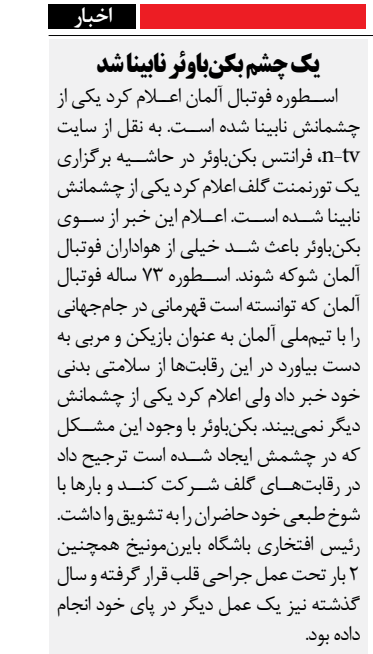 اخبار
یک چشم بکن‌باوئر نابینا شد
اسـطوره فوتبال آلمان اعـلام کرد یکی از
چشمانش نابینا شده اسـت. به نقل از سایت
n-tv، فرانتس بکن‌باوئر در حاشـیه برگزاری
یک تورنمنت گلف اعلام کرد یکی از چشمانش
نابینا شـده اسـت. اعـلام این خبر از سـوی
بکن‌باوئر باعث شـد خیلی از هواداران فوتبال
آلمان شوکه شوند. اسـطوره ۷۳ ساله فوتبال
آلمان که توانسته است قهرمانی در جام‌جهانی
را با تیم‌ملی آلمان به عنوان بازیکن و مربی به
دست بیاورد در این رقابت‌ها از سلامتی بدنی
خود خبر داد ولی اعلام کرد یکی از چشمانش
دیگر نمی‌بیند. بکن‌باوئر با وجود این مشـکل
که در چشمش ایجاد شـده است ترجیح داد
در رقابت‌هـای گلف شـرکت کنـد و بارها با
شوخ‌طبعی خود حاضران را به تشویق وا داشت.
رئیس افتخاری باشگاه بایرن‌مونیخ همچنین
۲ بار تحت عمل جراحی قلب قرار گرفته و سال
گذشته نیز یک عمل دیگر در پای خود انجام
داده بود.